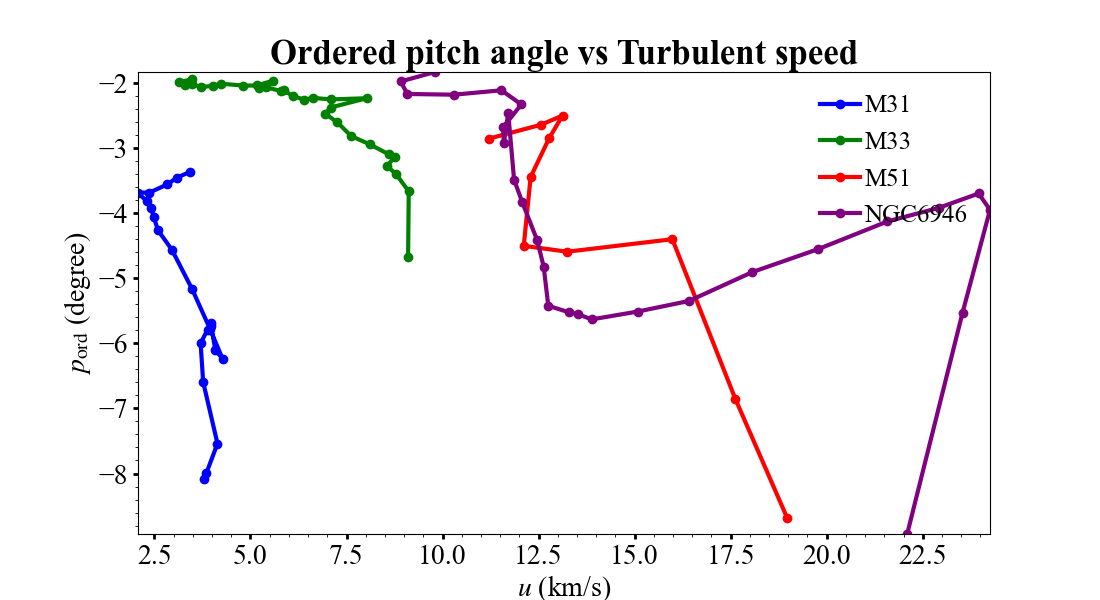 Ordered pitch angle vs Turbulent speed
M31
M33
M51
NGC6946
−2
−3
−4
−5
−6
−7
−8
p_ord (degree)
2.5 5.0 7.5 10.0 12.5 15.0 17.5 20.0 22.5
u (km/s)